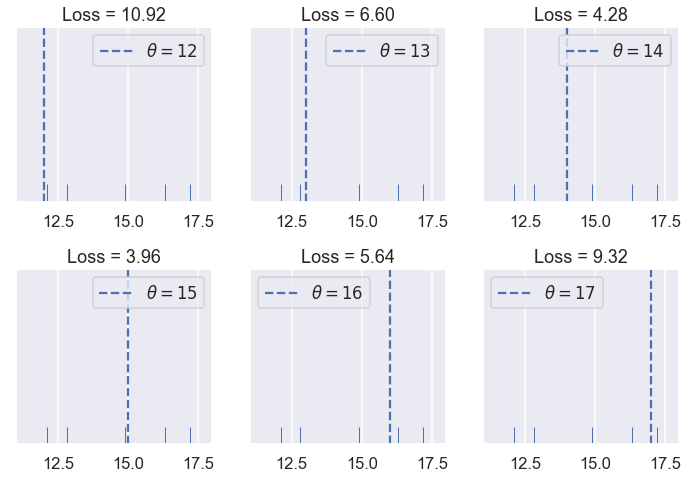 Loss = 10.92
θ = 12
12.5 15.0 17.5
Loss = 6.60
θ = 13
12.5 15.0 17.5
Loss = 4.28
θ = 14
12.5 15.0 17.5
Loss = 3.96
θ = 15
12.5 15.0 17.5
Loss = 5.64
θ = 16
12.5 15.0 17.5
Loss = 9.32
θ = 17
12.5 15.0 17.5